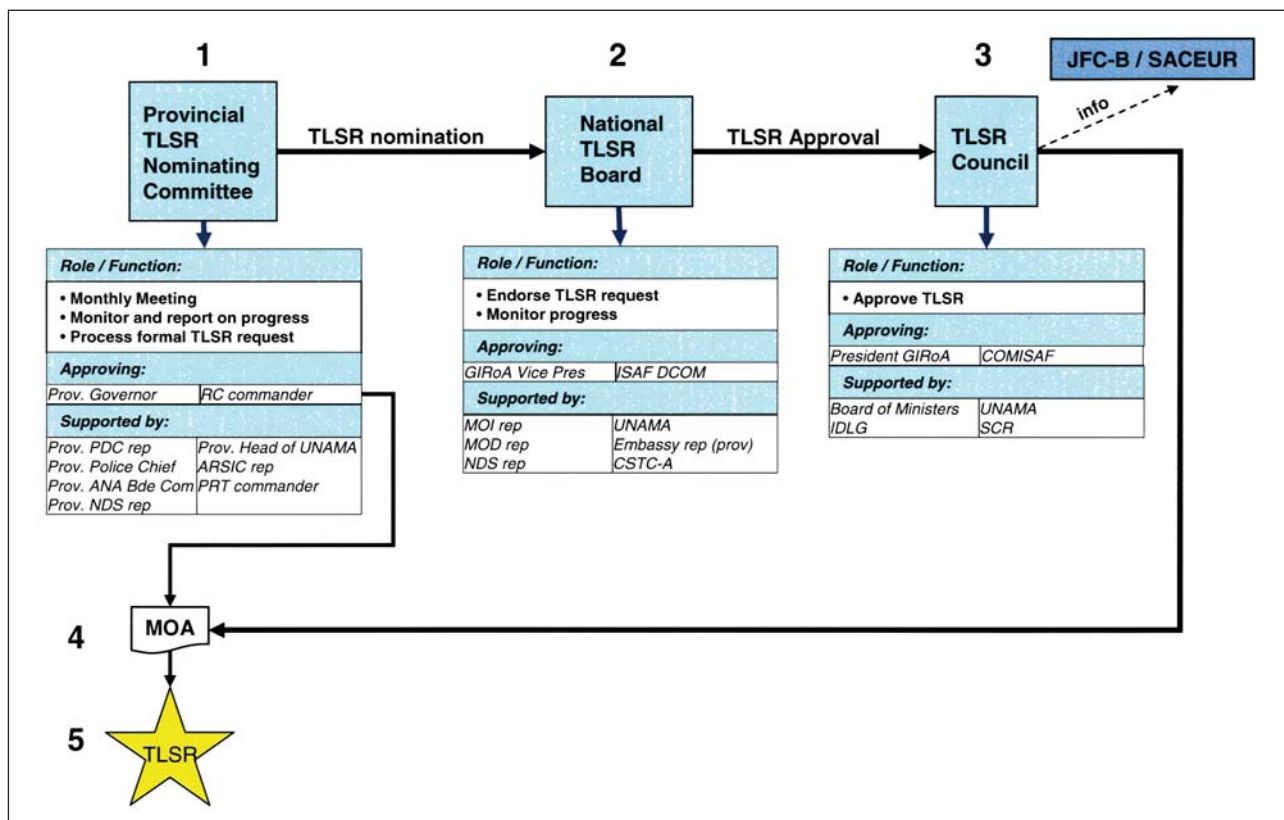 1
Provincial
TLSR
Nominating
Committee
TLSR nomination
2
National
TLSR
Board
TLSR Approval
3
TLSR
Council
info
JFC-B / SACEUR
Role / Function:
• Monthly Meeting
• Monitor and report on progress
• Process formal TLSR request
Approving:
Prov. Governor RC commander
Supported by:
Prov. PDC rep Prov. Head of UNAMA
Prov. Police Chief ARSIC rep
Prov. ANA Bde Com PRT commander
Prov. NDS rep
Role / Function:
• Endorse TLSR request
• Monitor progress
Approving:
GIRoA Vice Pres ISAF DCOM
Supported by:
MOI rep UNAMA
MOD rep Embassy rep (prov)
NDS rep CSTC-A
Role / Function:
• Approve TLSR
Approving:
President GIRoA COMISAF
Supported by:
Board of Ministers UNAMA
IDLG SCR
4
MOA
5
TLSR